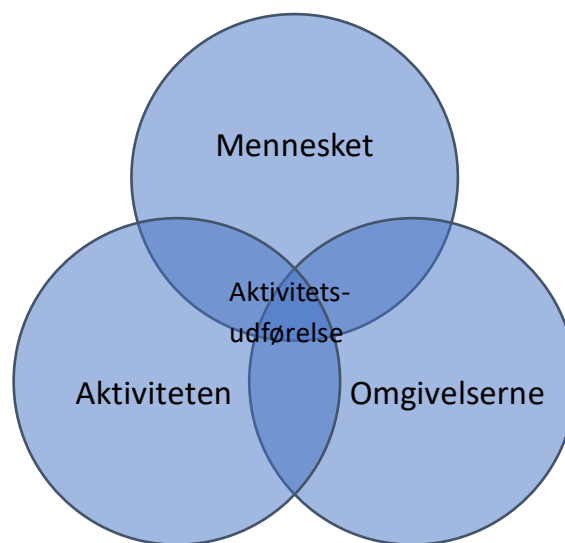 Mennesket
Aktivitets-
udførelse
Aktiviteten
Omgivelserne